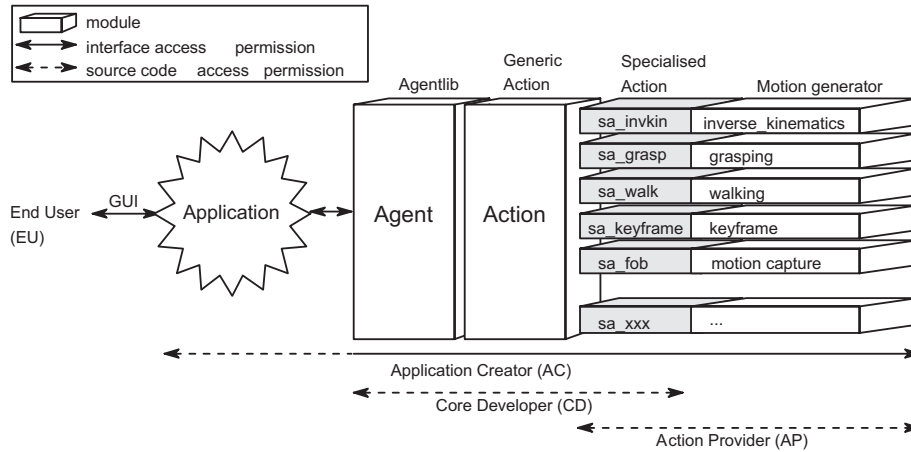 module
interface access permission
source code access permission
Agentlib
Generic
Action
Specialised
Action
Motion generator
sa_invkin
inverse_kinematics
sa_grasp
grasping
sa_walk
walking
sa_keyframe
keyframe
sa_fob
motion capture
sa_xxx
...
End User
(EU)
GUI
Application
Agent
Action
Application Creator (AC)
Core Developer (CD)
Action Provider (AP)